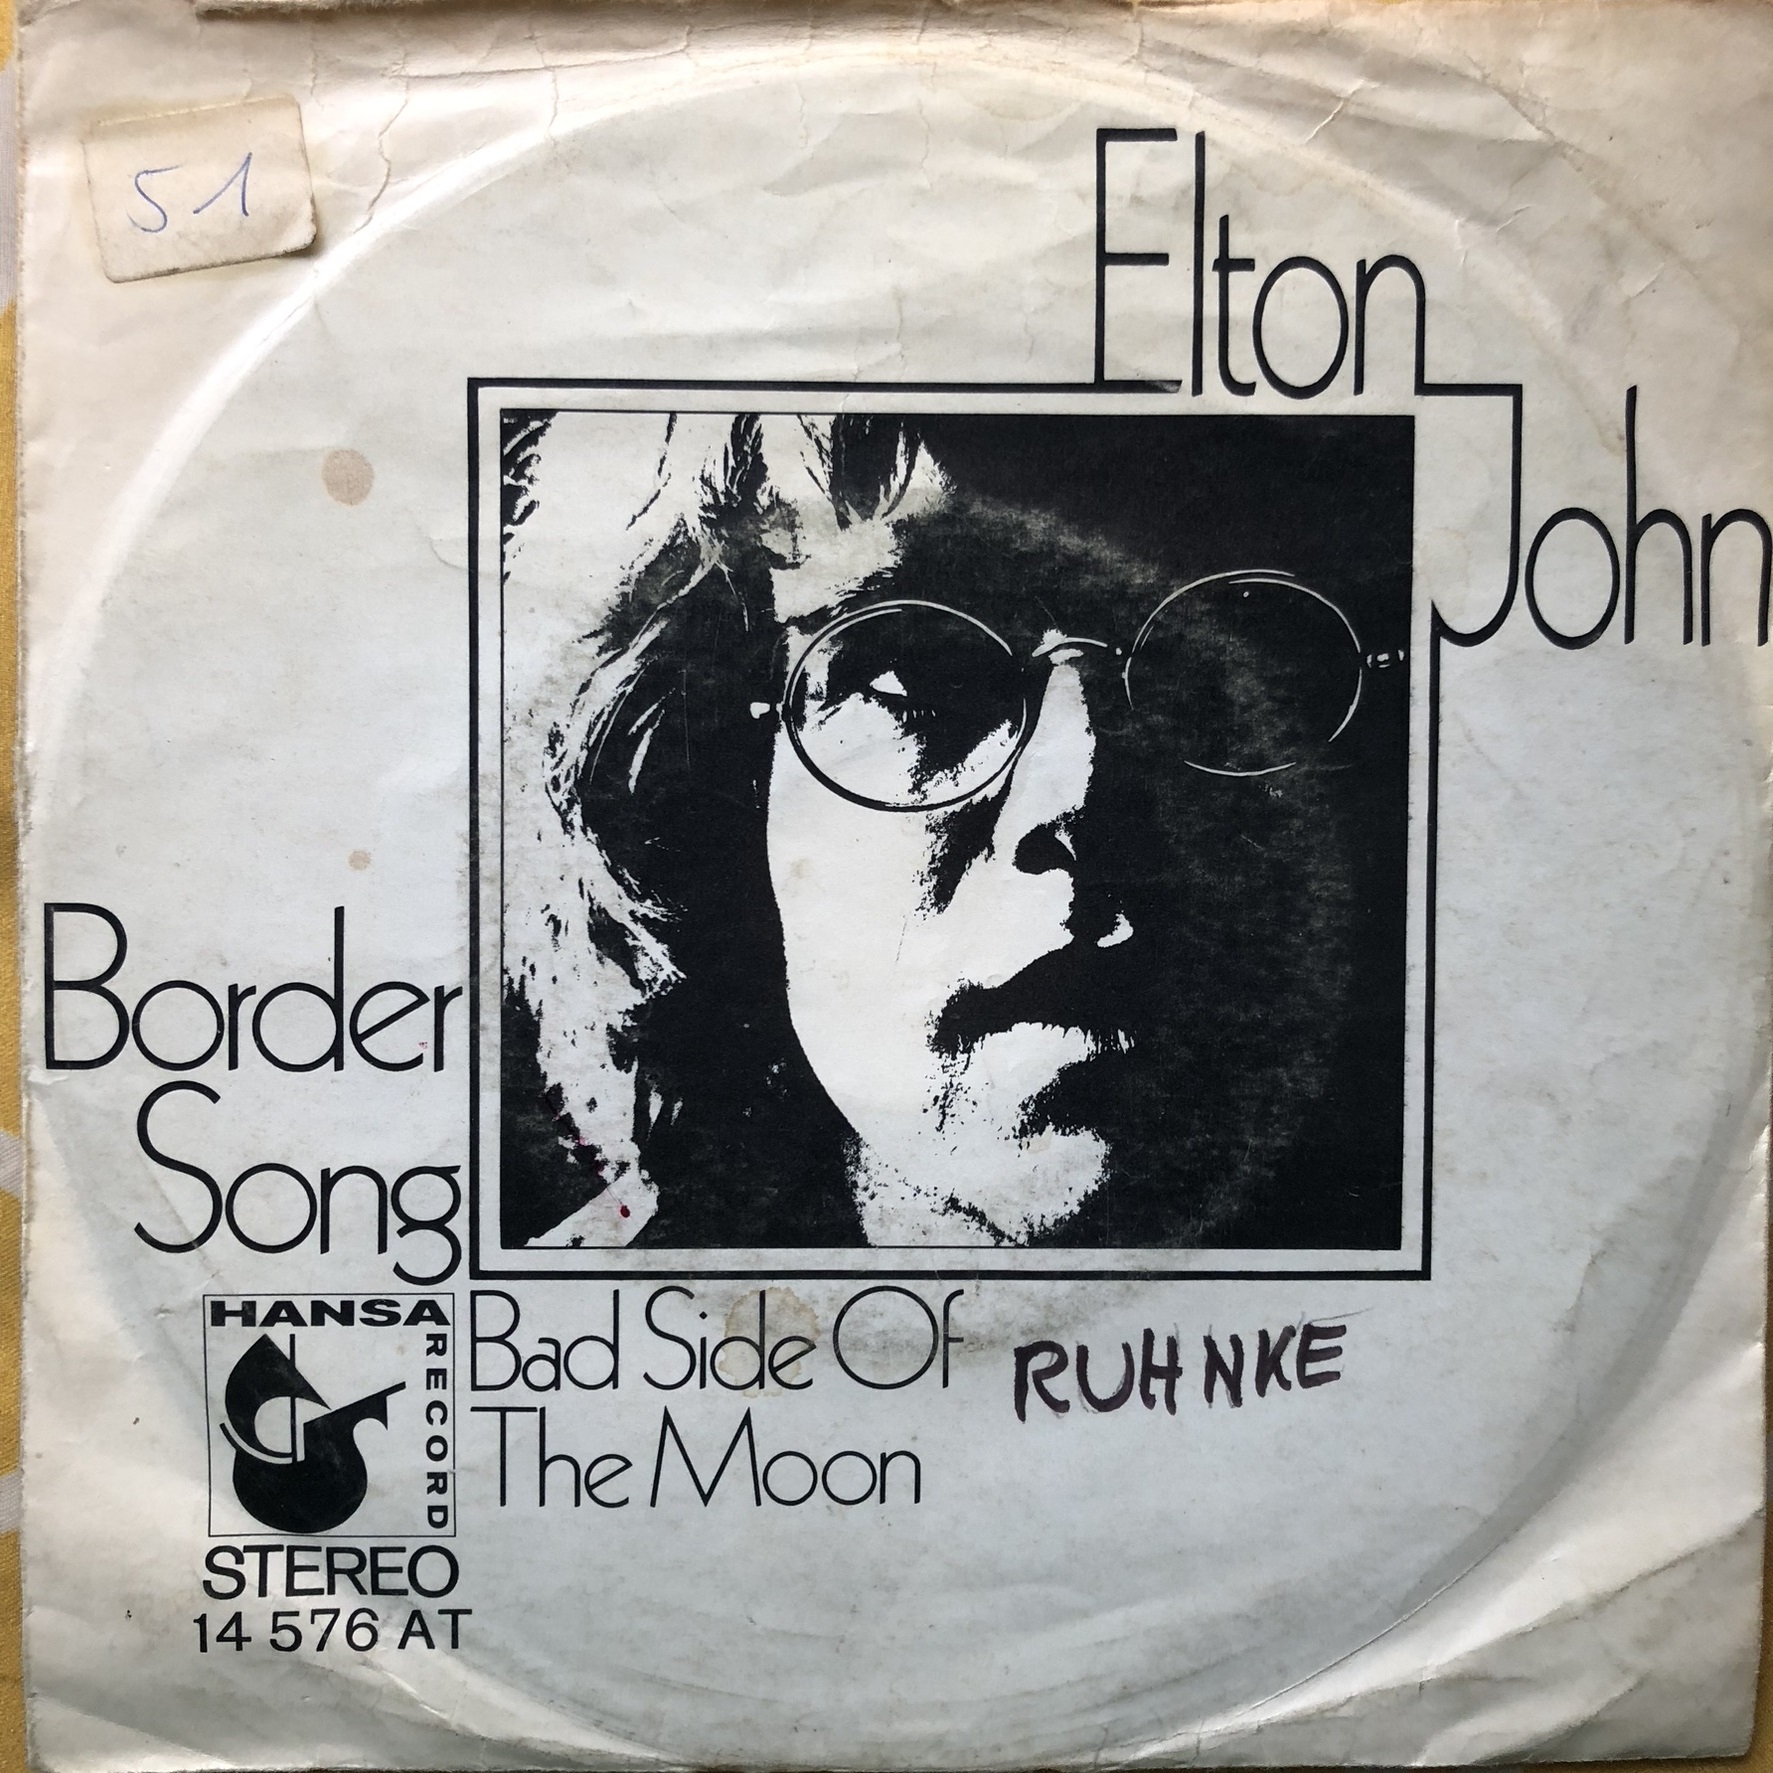 51
Elton
John
Border
Song
Bad Side Of
The Moon
RUHNKE
HANSA
RECORD
STEREO
14 576 AT